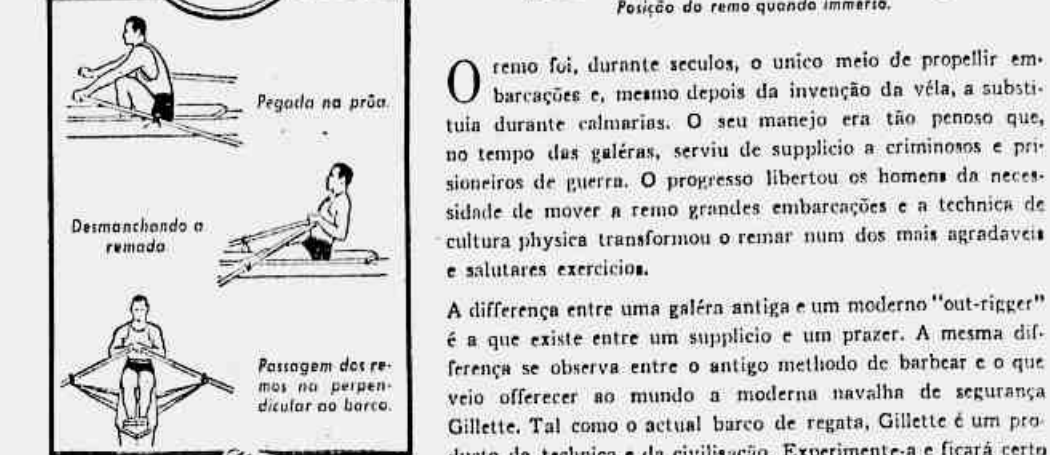 Posição do remo quando immerso.
Pegada na prôa.
Desmanchando a
remada
Passagem dos re-
mos na perpen-
dicular ao barco.
O remo foi, durante seculos, o unico meio de propellir em-
barcações e, mesmo depois da invenção da véla, a substi-
tuia durante calmarias. O seu manejo era tão penoso que,
no tempo das galéras, serviu de supplicio a criminosos e pri-
sioneiros de guerra. O progresso libertou os homens da neces-
sidade de mover a remo grandes embarcações e a technica de
cultura physica transformou o remar num dos mais agradaveis
e salutares exercicios.
A differença entre uma galéra antiga e um moderno "out-rigger"
é a que existe entre um supplicio e um prazer. A mesma dif-
ferença se observa entre o antigo methodo de barbear e o que
veio offerecer ao mundo a moderna navalha de segurança
Gillette. Tal como o actual barco de regata, Gillette é um pro-
ducto da technica e da civilisação. Experimente-a e ficará certo